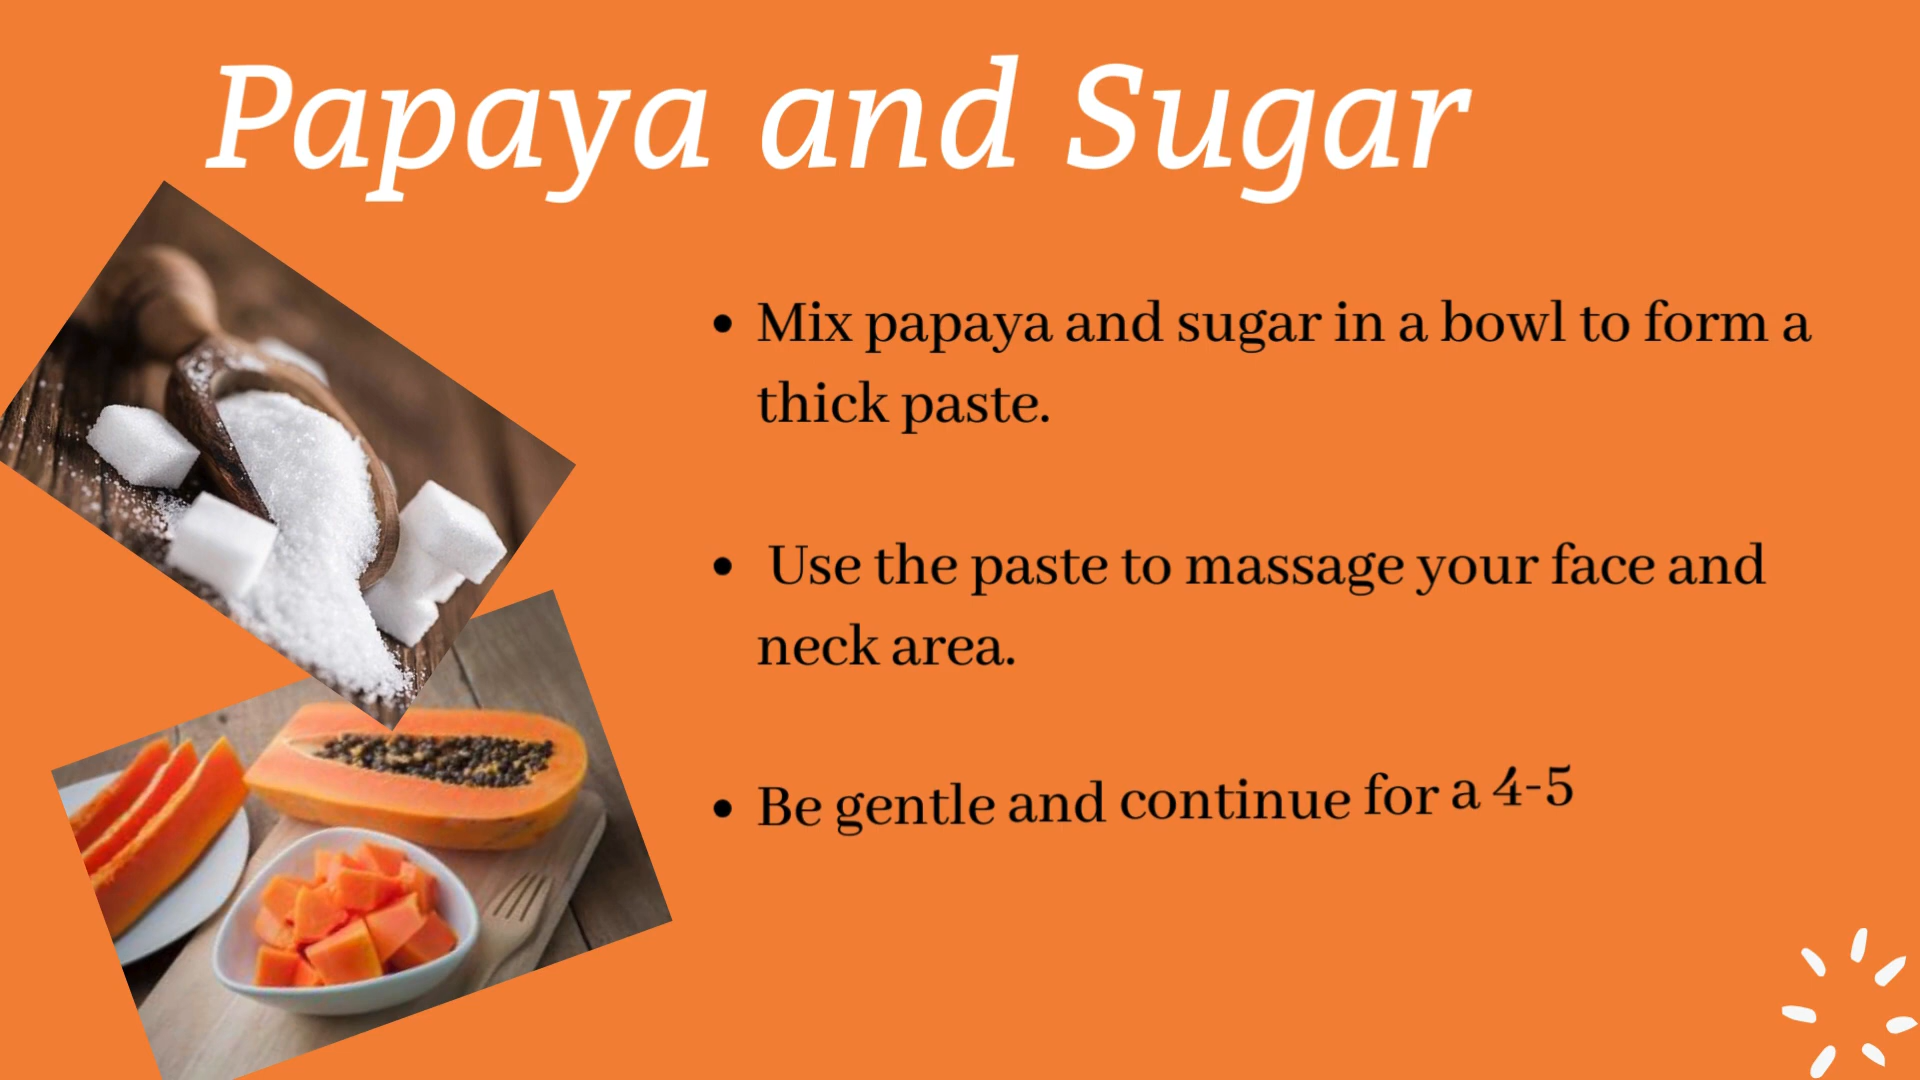 Papaya and Sugar
• Mix papaya and sugar in a bowl to form a
thick paste.
• Use the paste to massage your face and
neck area.
• Be gentle and continue for a 4-5